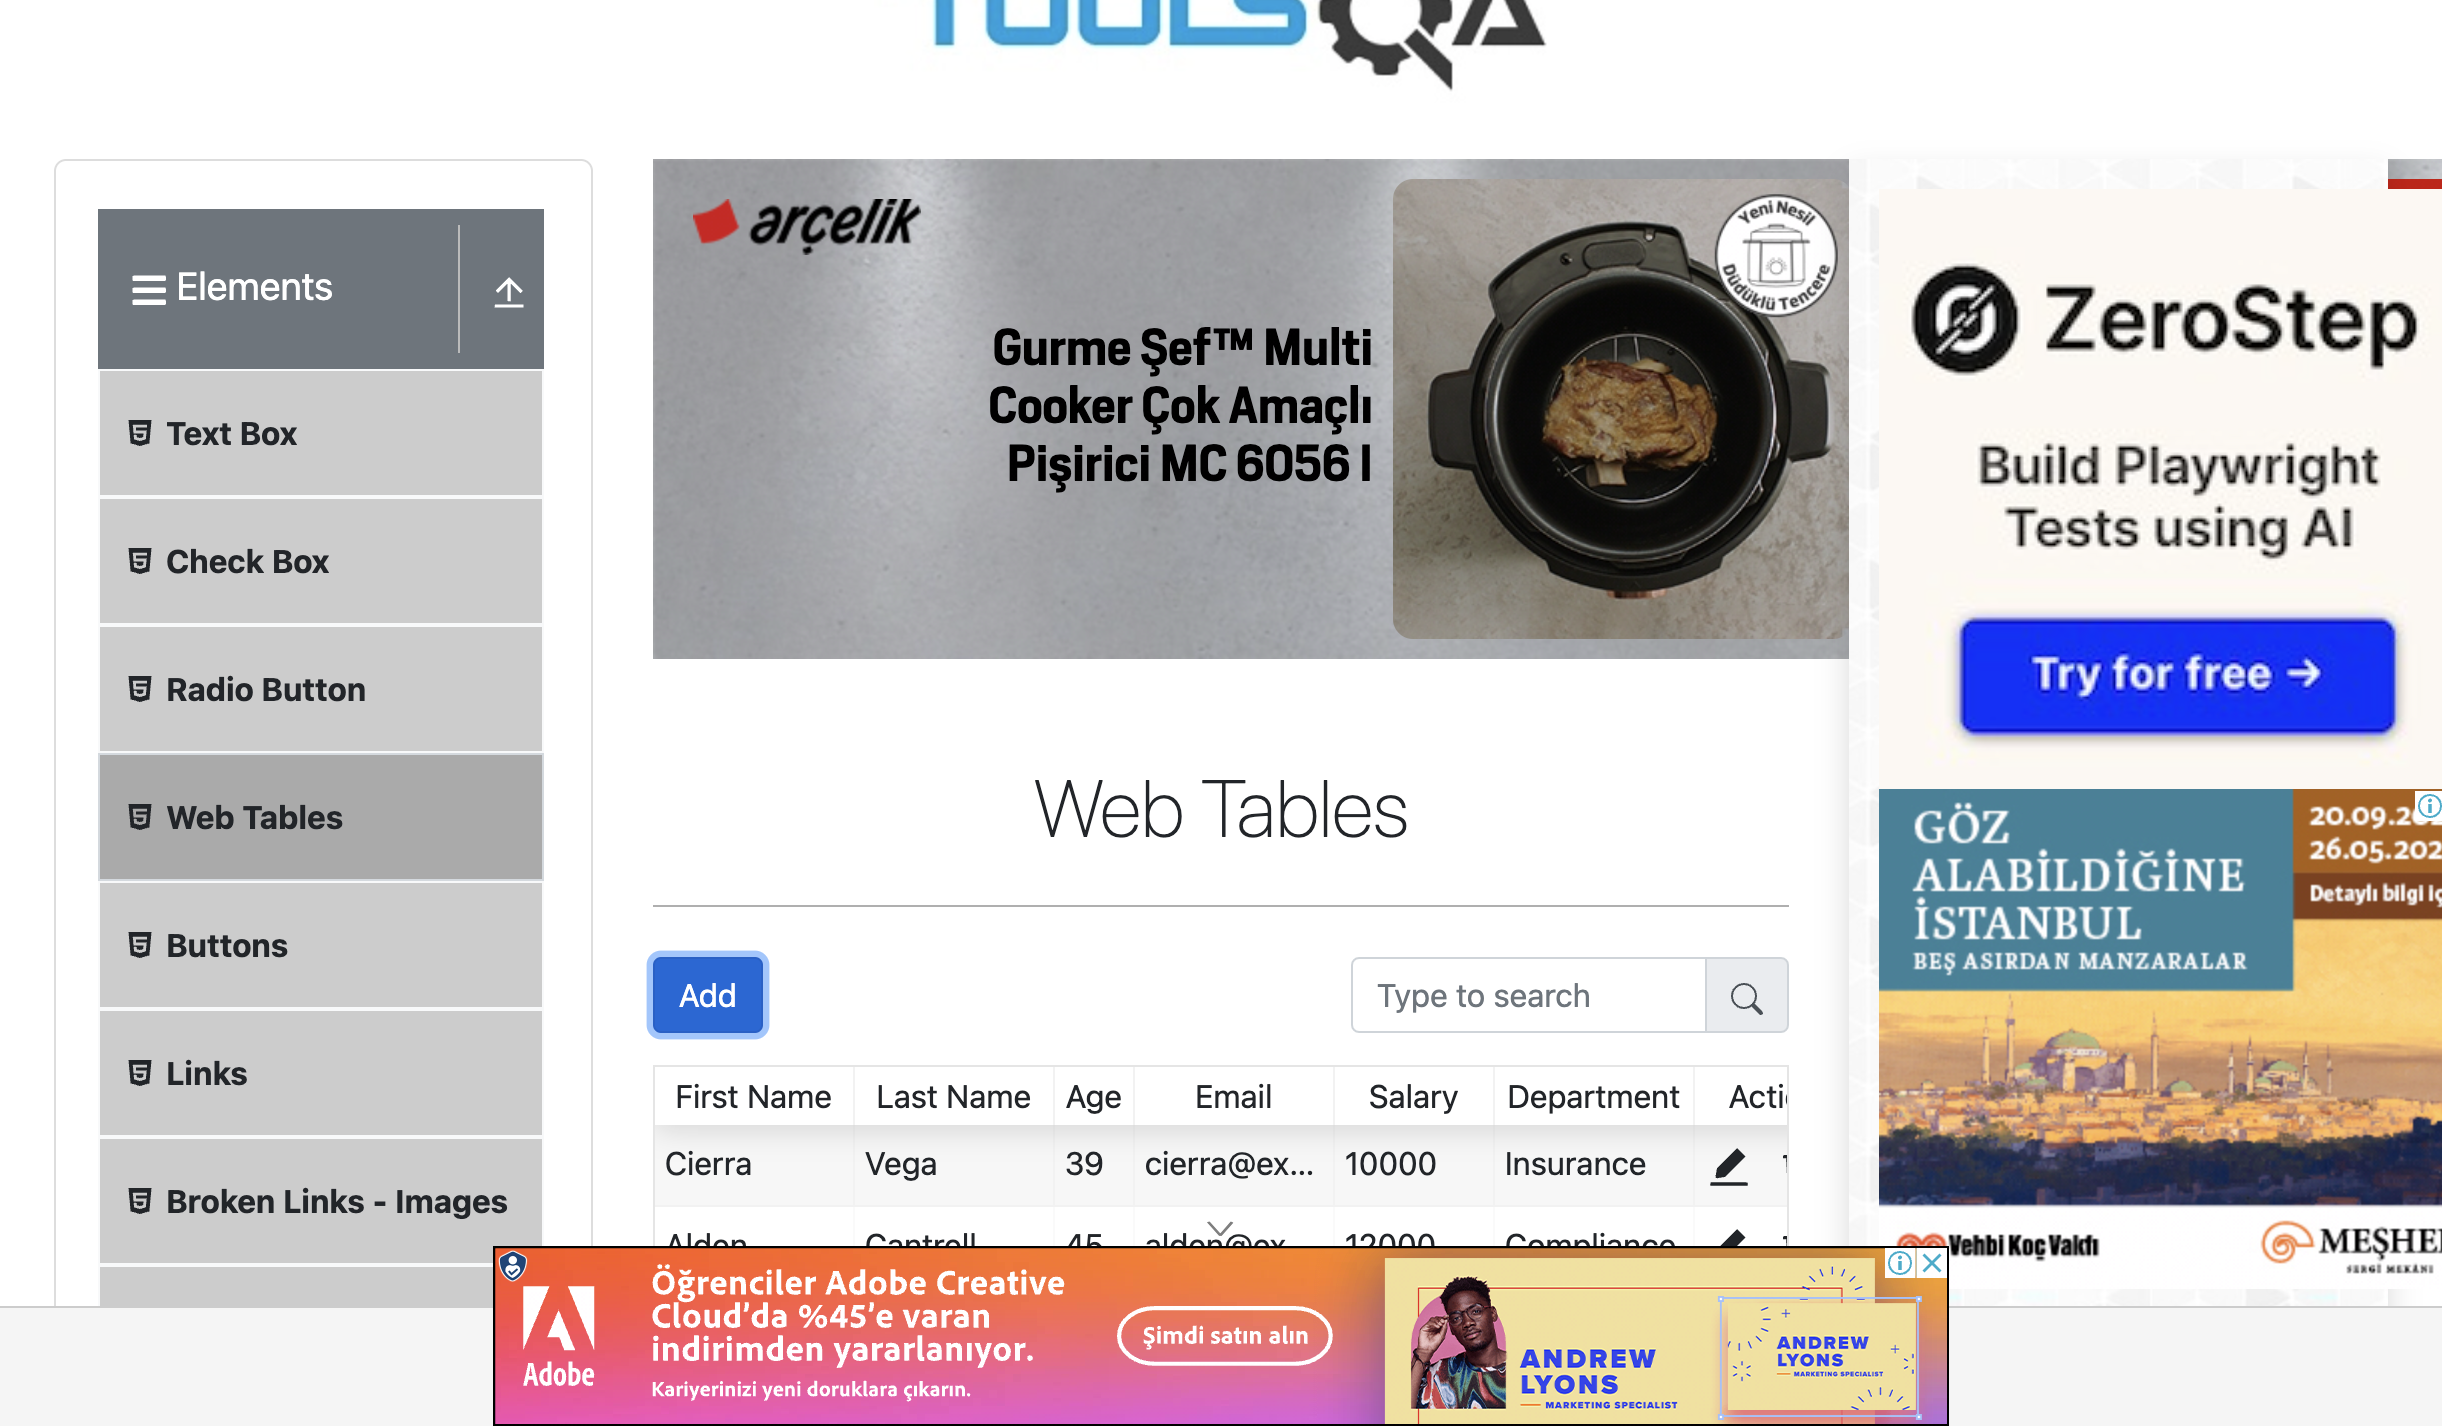 TOOLSQA
Elements
Text Box
Check Box
Radio Button
Web Tables
Buttons
Links
Broken Links - Images
arçelik
Yeni Nesil
Düdüklü Tencere
Gurme Şef™ Multi
Cooker Çok Amaçlı
Pişirici MC 6056 I
Web Tables
Add
Type to search
First Name Last Name Age Email Salary Department Acti
Cierra Vega 39 cierra@ex... 10000 Insurance
Alden Cantrell 45 alden@ex 12000 Compliance
ZeroStep
Build Playwright
Tests using AI
Try for free →
GÖZ
ALABİLDİĞİNE
İSTANBUL
BEŞ ASIRDAN MANZARALAR
20.09.2
26.05.202
Detaylı bilgi iç
Vehbi Koç Vakfı
MEŞHE
SERGİ MEKÂNI
Adobe
Öğrenciler Adobe Creative
Cloud'da %45'e varan
indirimden yararlanıyor.
Kariyerinizi yeni doruklara çıkarın.
Şimdi satın alın
ANDREW
LYONS
MARKETING SPECIALIST
ANDREW
LYONS
MARKETING SPECIALIST